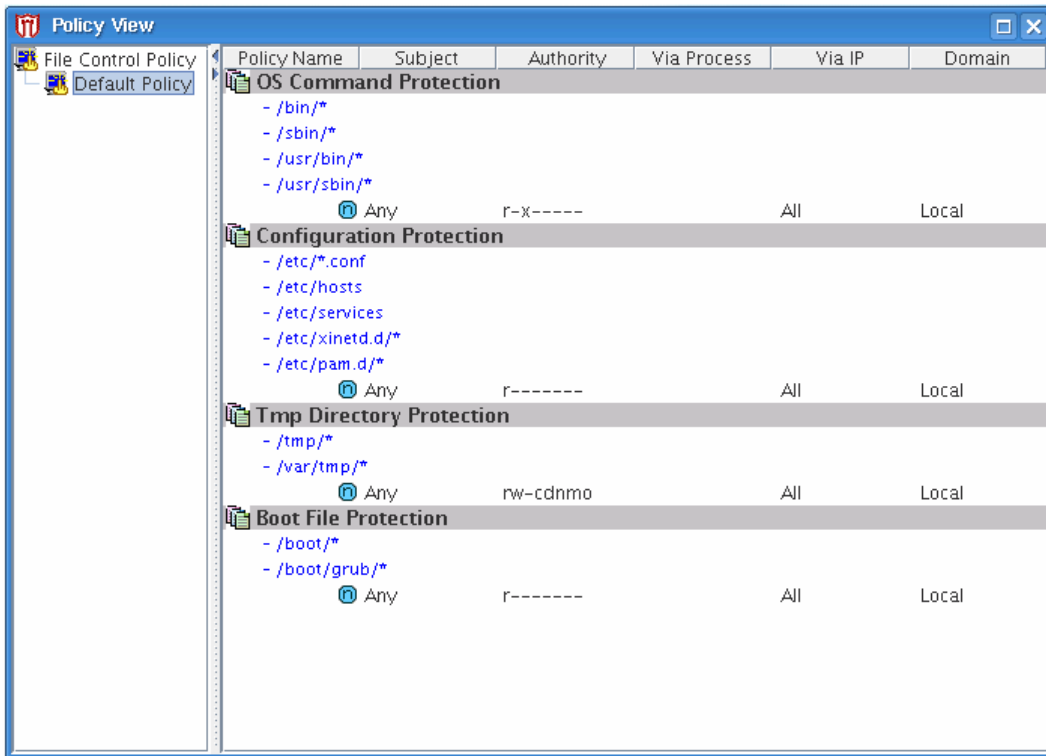 Policy View
File Control Policy
Default Policy
Policy Name Subject Authority Via Process Via IP Domain
OS Command Protection
- /bin/*
- /sbin/*
- /usr/bin/*
- /usr/sbin/*
n Any r-x----- All Local
Configuration Protection
- /etc/*.conf
- /etc/hosts
- /etc/services
- /etc/xinetd.d/*
- /etc/pam.d/*
n Any r------- All Local
Tmp Directory Protection
- /tmp/*
- /var/tmp/*
n Any rw-cdnmo All Local
Boot File Protection
- /boot/*
- /boot/grub/*
n Any r------- All Local